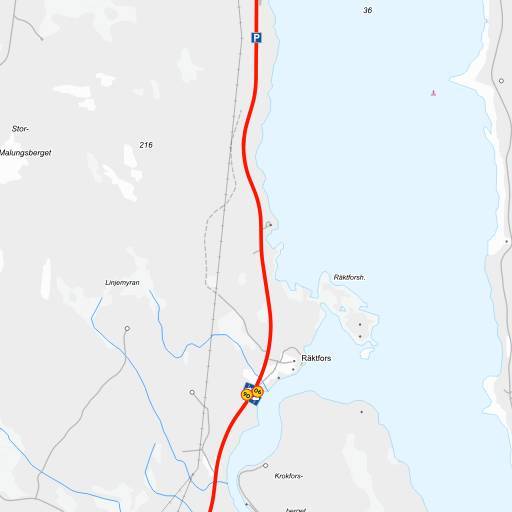 36
P
Stor-
Malungsberget
216
Linjemyran
Räktforsh.
Räktfors
90
90
Krokfors-
berget